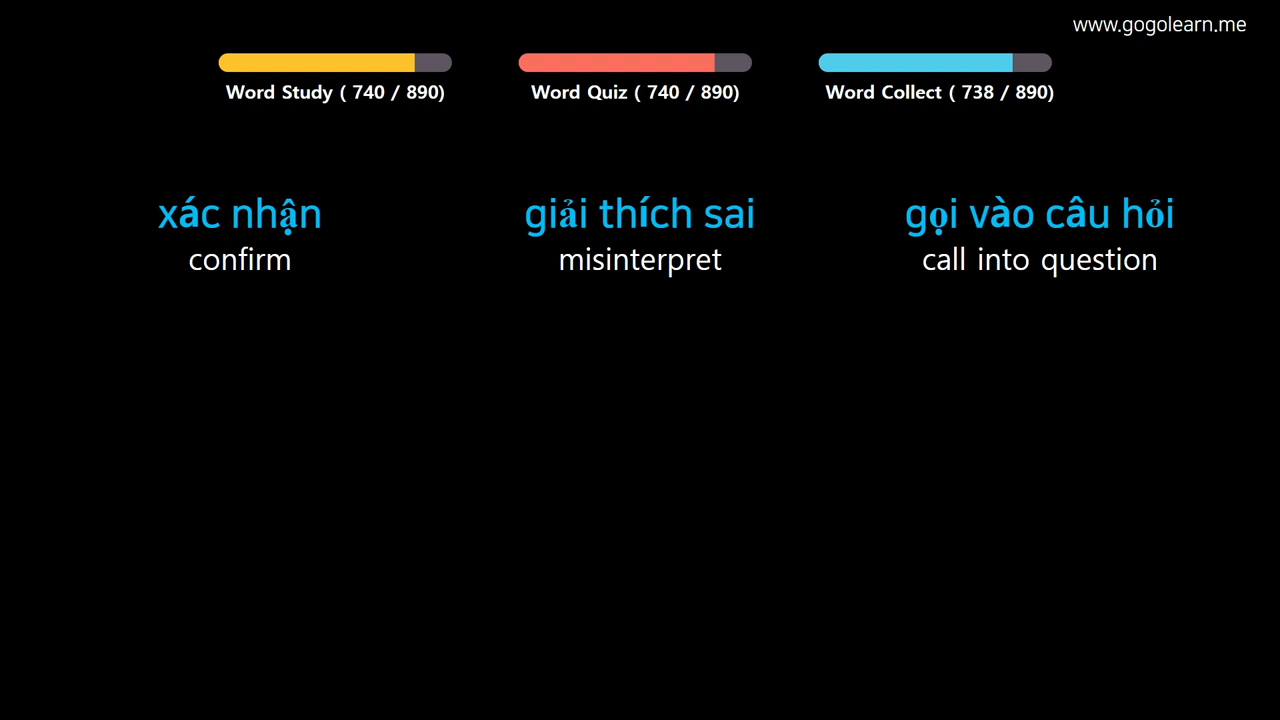 www.gogolearn.me
Word Study ( 740 / 890)
Word Quiz ( 740 / 890)
Word Collect ( 738 / 890)
xác nhận
confirm
giải thích sai
misinterpret
gọi vào câu hỏi
call into question